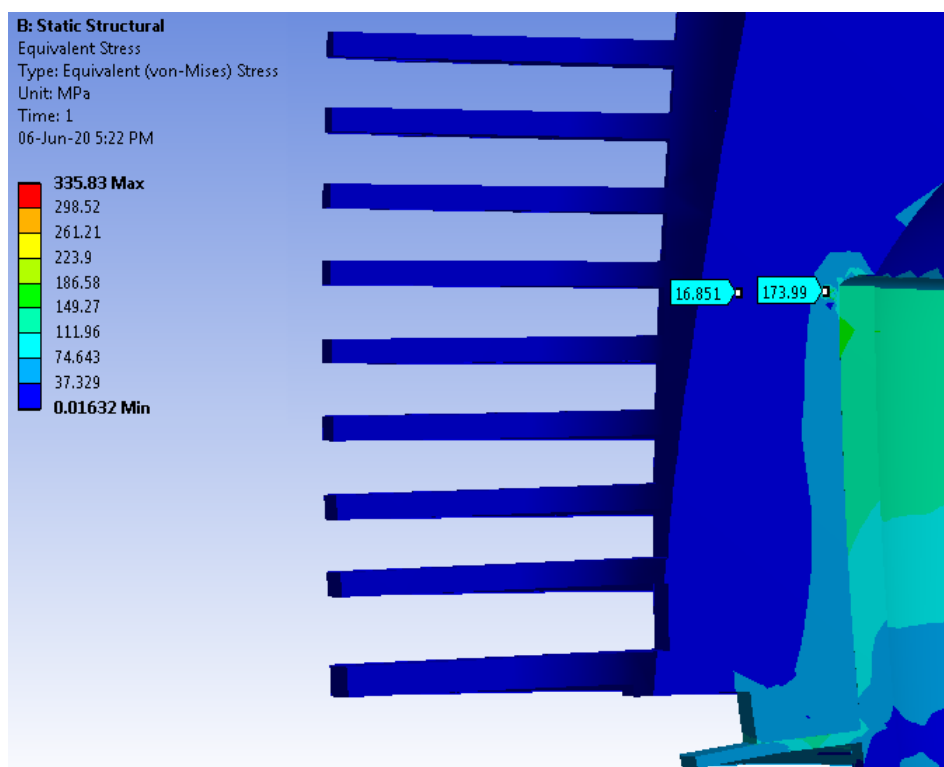 B: Static Structural
Equivalent Stress
Type: Equivalent (von-Mises) Stress
Unit: MPa
Time: 1
06-Jun-20 5:22 PM
335.83 Max
298.52
261.21
223.9
186.58
149.27
111.96
74.643
37.329
0.01632 Min
16.851
173.99